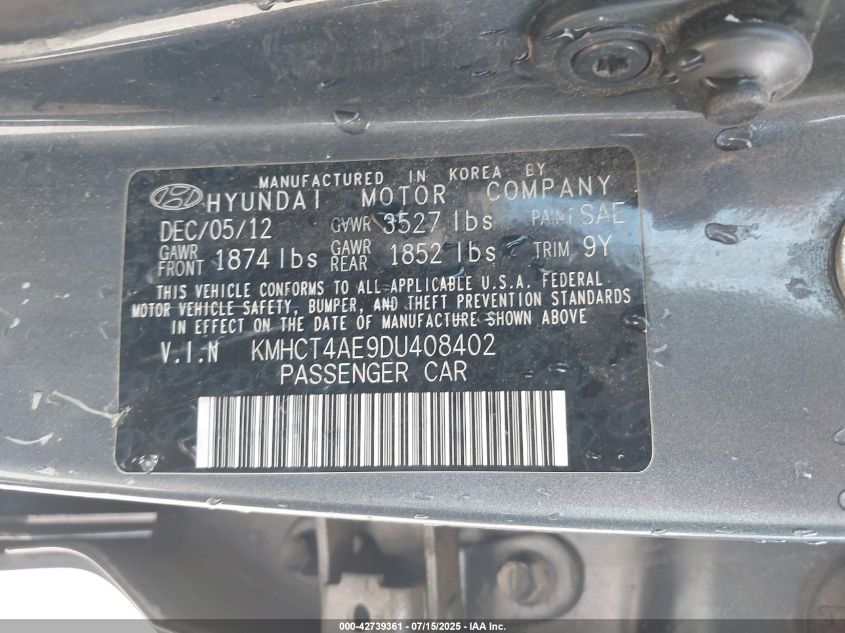 MANUFACTURED IN KOREA BY
HYUNDAI MOTOR COMPANY
DEC/05/12 GVWR 3527 lbs PAINT SAE
GAWR FRONT 1874 lbs GAWR REAR 1852 lbs TRIM 9Y
THIS VEHICLE CONFORMS TO ALL APPLICABLE U.S.A. FEDERAL
MOTOR VEHICLE SAFETY, BUMPER, AND THEFT PREVENTION STANDARDS
IN EFFECT ON THE DATE OF MANUFACTURE SHOWN ABOVE
V.I.N KMHCT4AE9DU408402
PASSENGER CAR
000-42739361 - 07/15/2025 - IAA Inc.